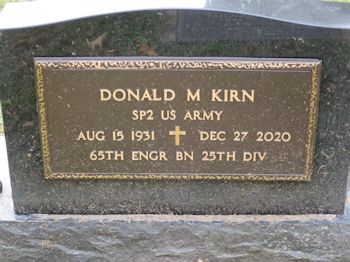 DONALD M KIRN
SP2 US ARMY
AUG 15 1931 ✝ DEC 27 2020
65TH ENGR BN 25TH DIV